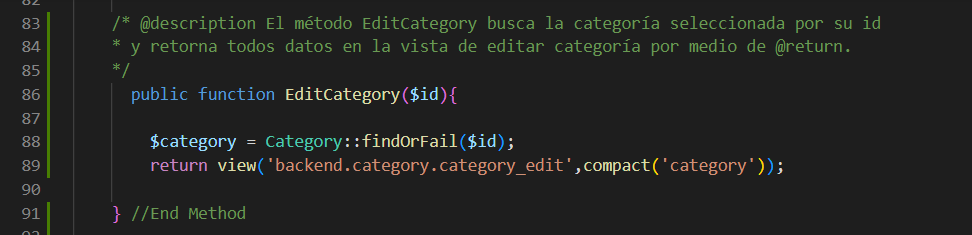 83 /* @description El método EditCategory busca la categoría seleccionada por su id
84 * y retorna todos datos en la vista de editar categoría por medio de @return.
85 */
86 public function EditCategory($id){
87
88 $category = Category::findOrFail($id);
89 return view('backend.category.category_edit',compact('category'));
90
91 } //End Method